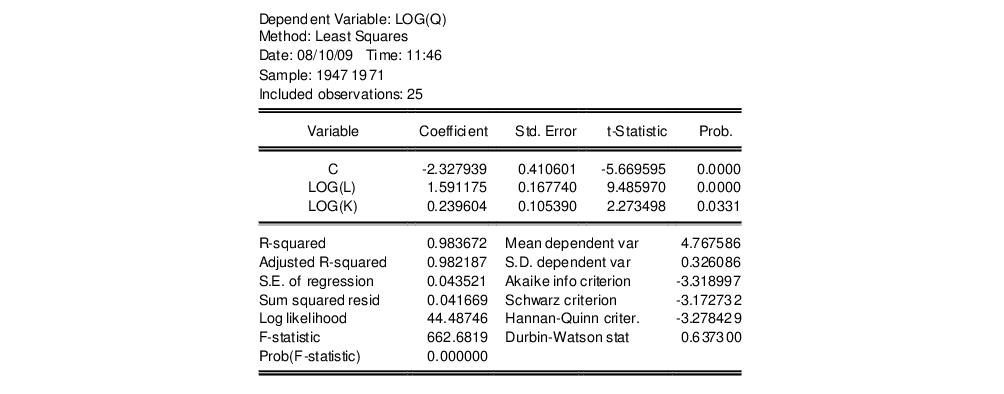 Dependent Variable: LOG(Q)
Method: Least Squares
Date: 08/10/09 Time: 11:46
Sample: 1947 1971
Included observations: 25
Variable Coefficient Std. Error t-Statistic Prob.
C -2.327939 0.410601 -5.669595 0.0000
LOG(L) 1.591175 0.167740 9.485970 0.0000
LOG(K) 0.239604 0.105390 2.273498 0.0331
R-squared 0.983672 Mean dependent var 4.767586
Adjusted R-squared 0.982187 S.D. dependent var 0.326086
S.E. of regression 0.043521 Akaike info criterion -3.318997
Sum squared resid 0.041669 Schwarz criterion -3.172732
Log likelihood 44.48746 Hannan-Quinn criter. -3.278429
F-statistic 662.6819 Durbin-Watson stat 0.637300
Prob(F-statistic) 0.000000